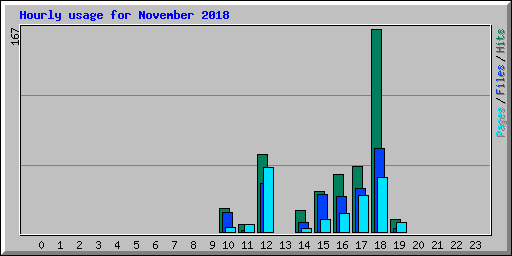 Hourly usage for November 2018
167
Pages/Files/Hits
0 1 2 3 4 5 6 7 8 9 10 11 12 13 14 15 16 17 18 19 20 21 22 23